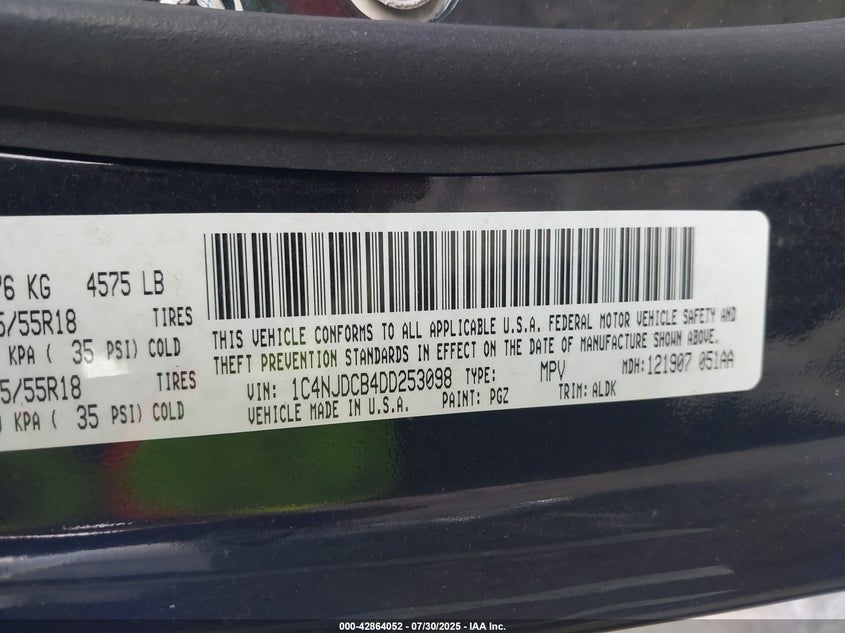 76 KG 4575 LB
5/55R18 TIRES
KPA ( 35 PSI) COLD
5/55R18 TIRES
KPA ( 35 PSI) COLD
THIS VEHICLE CONFORMS TO ALL APPLICABLE U.S.A. FEDERAL MOTOR VEHICLE SAFETY AND
THEFT PREVENTION STANDARDS IN EFFECT ON THE DATE OF MANUFACTURE SHOWN ABOVE.
VIN: 1C4NJDCB4DD253098 TYPE: MPV MDH: 121907 051AA
VEHICLE MADE IN U.S.A. PAINT: PGZ TRIM: ALDK
000-42864052 - 07/30/2025 - IAA Inc.